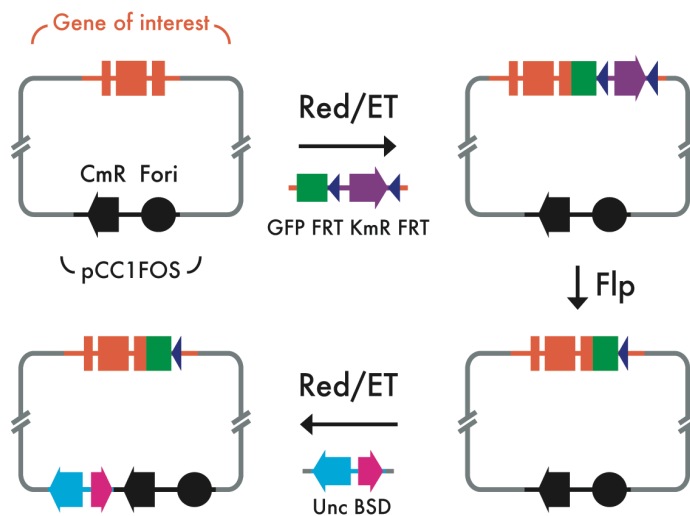 Gene of interest
Red/ET
CmR Fori
GFP FRT KmR FRT
pCC1FOS
Flp
Red/ET
Unc BSD